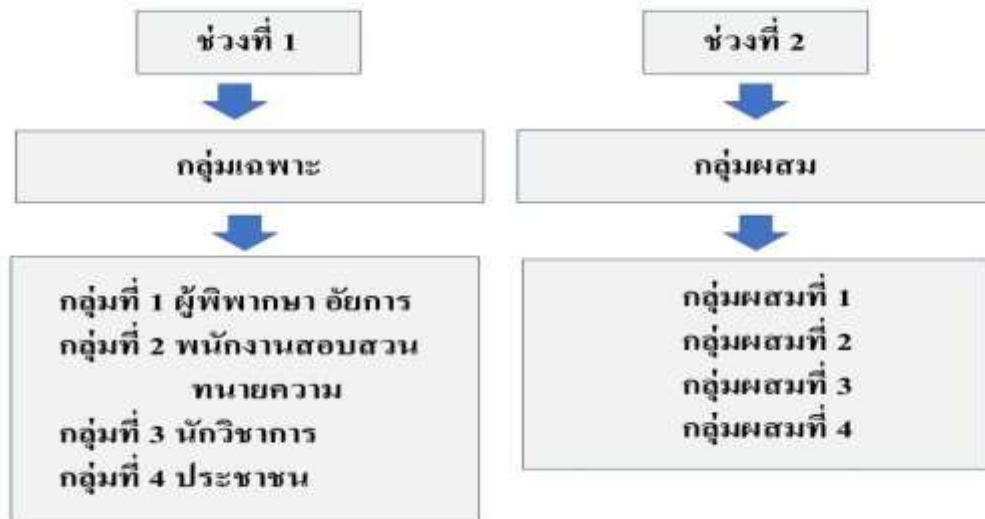 ช่วงที่ 1
กลุ่มเฉพาะ
กลุ่มที่ 1 ผู้พิพากษา อัยการ
กลุ่มที่ 2 พนักงานสอบสวน
ทนายความ
กลุ่มที่ 3 นักวิชาการ
กลุ่มที่ 4 ประชาชน
ช่วงที่ 2
กลุ่มผสม
กลุ่มผสมที่ 1
กลุ่มผสมที่ 2
กลุ่มผสมที่ 3
กลุ่มผสมที่ 4